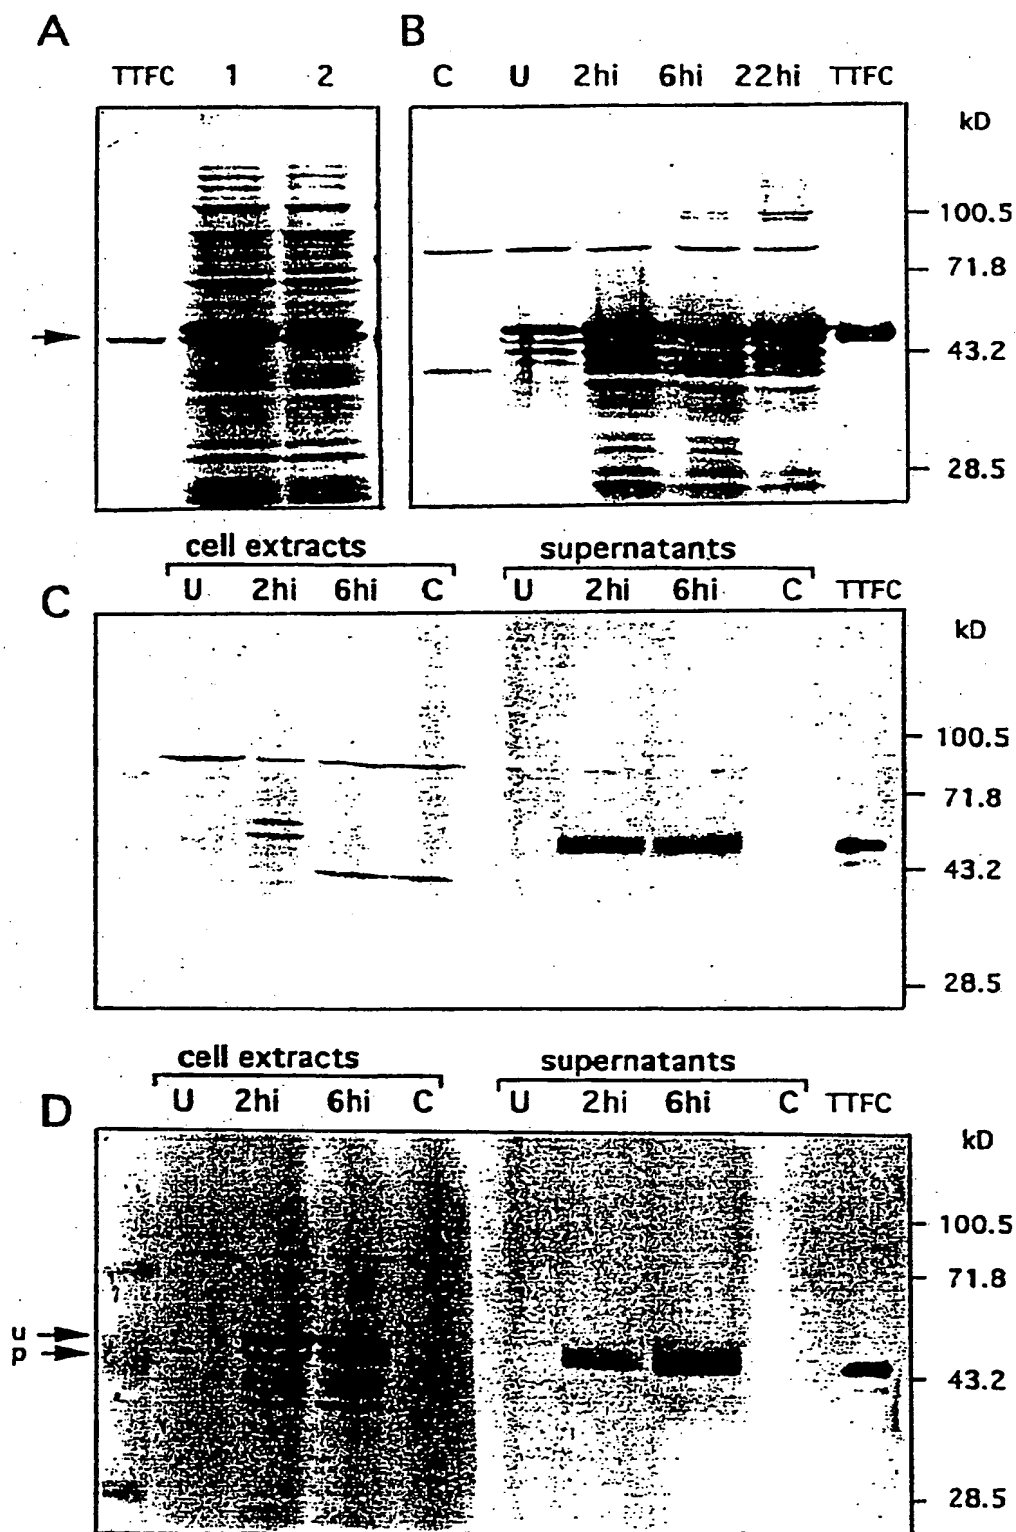 A B
TTFC 1 2 C U 2hi 6hi 22hi TTFC
kD
100.5
71.8
43.2
28.5
cell extracts supernatants
C U 2hi 6hi C U 2hi 6hi C TTFC
kD
100.5
71.8
43.2
28.5
cell extracts supernatants
D U 2hi 6hi C U 2hi 6hi C TTFC
kD
100.5
71.8
u
p
43.2
28.5